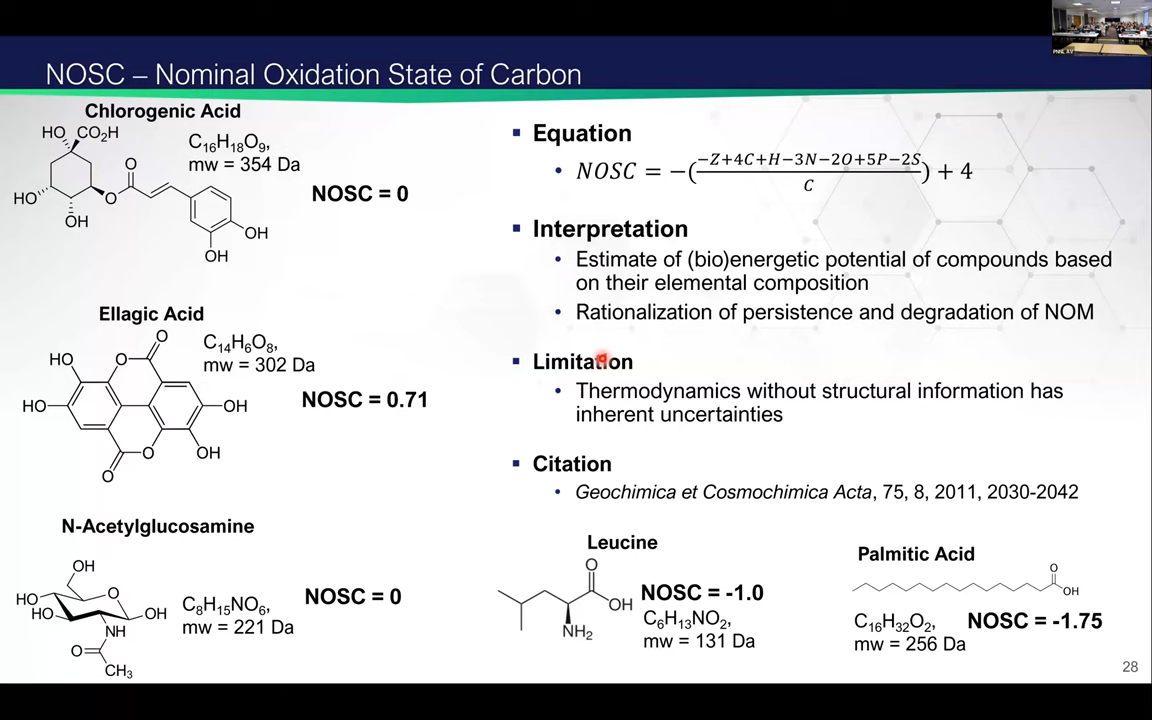 NOSC – Nominal Oxidation State of Carbon
PNNL A/V
Chlorogenic Acid
HO
CO₂H
O
HO
O
OH
OH
OH
C₁₆H₁₈O₉,
mw = 354 Da
NOSC = 0
Ellagic Acid
O
HO
O
HO
OH
O
OH
O
C₁₄H₆O₈,
mw = 302 Da
NOSC = 0.71
N-Acetylglucosamine
OH
HO
O
HO
OH
NH
O
CH₃
C₈H₁₅NO₆,
mw = 221 Da
NOSC = 0
▪ Equation
• NOSC = −(−Z+4C+H−3N−2O+5P−2S / C) + 4
▪ Interpretation
• Estimate of (bio)energetic potential of compounds based
on their elemental composition
• Rationalization of persistence and degradation of NOM
▪ Limitation
• Thermodynamics without structural information has
inherent uncertainties
▪ Citation
• Geochimica et Cosmochimica Acta, 75, 8, 2011, 2030-2042
Leucine
O
OH
NH₂
NOSC = -1.0
C₆H₁₃NO₂,
mw = 131 Da
Palmitic Acid
O
OH
C₁₆H₃₂O₂,
mw = 256 Da
NOSC = -1.75
28